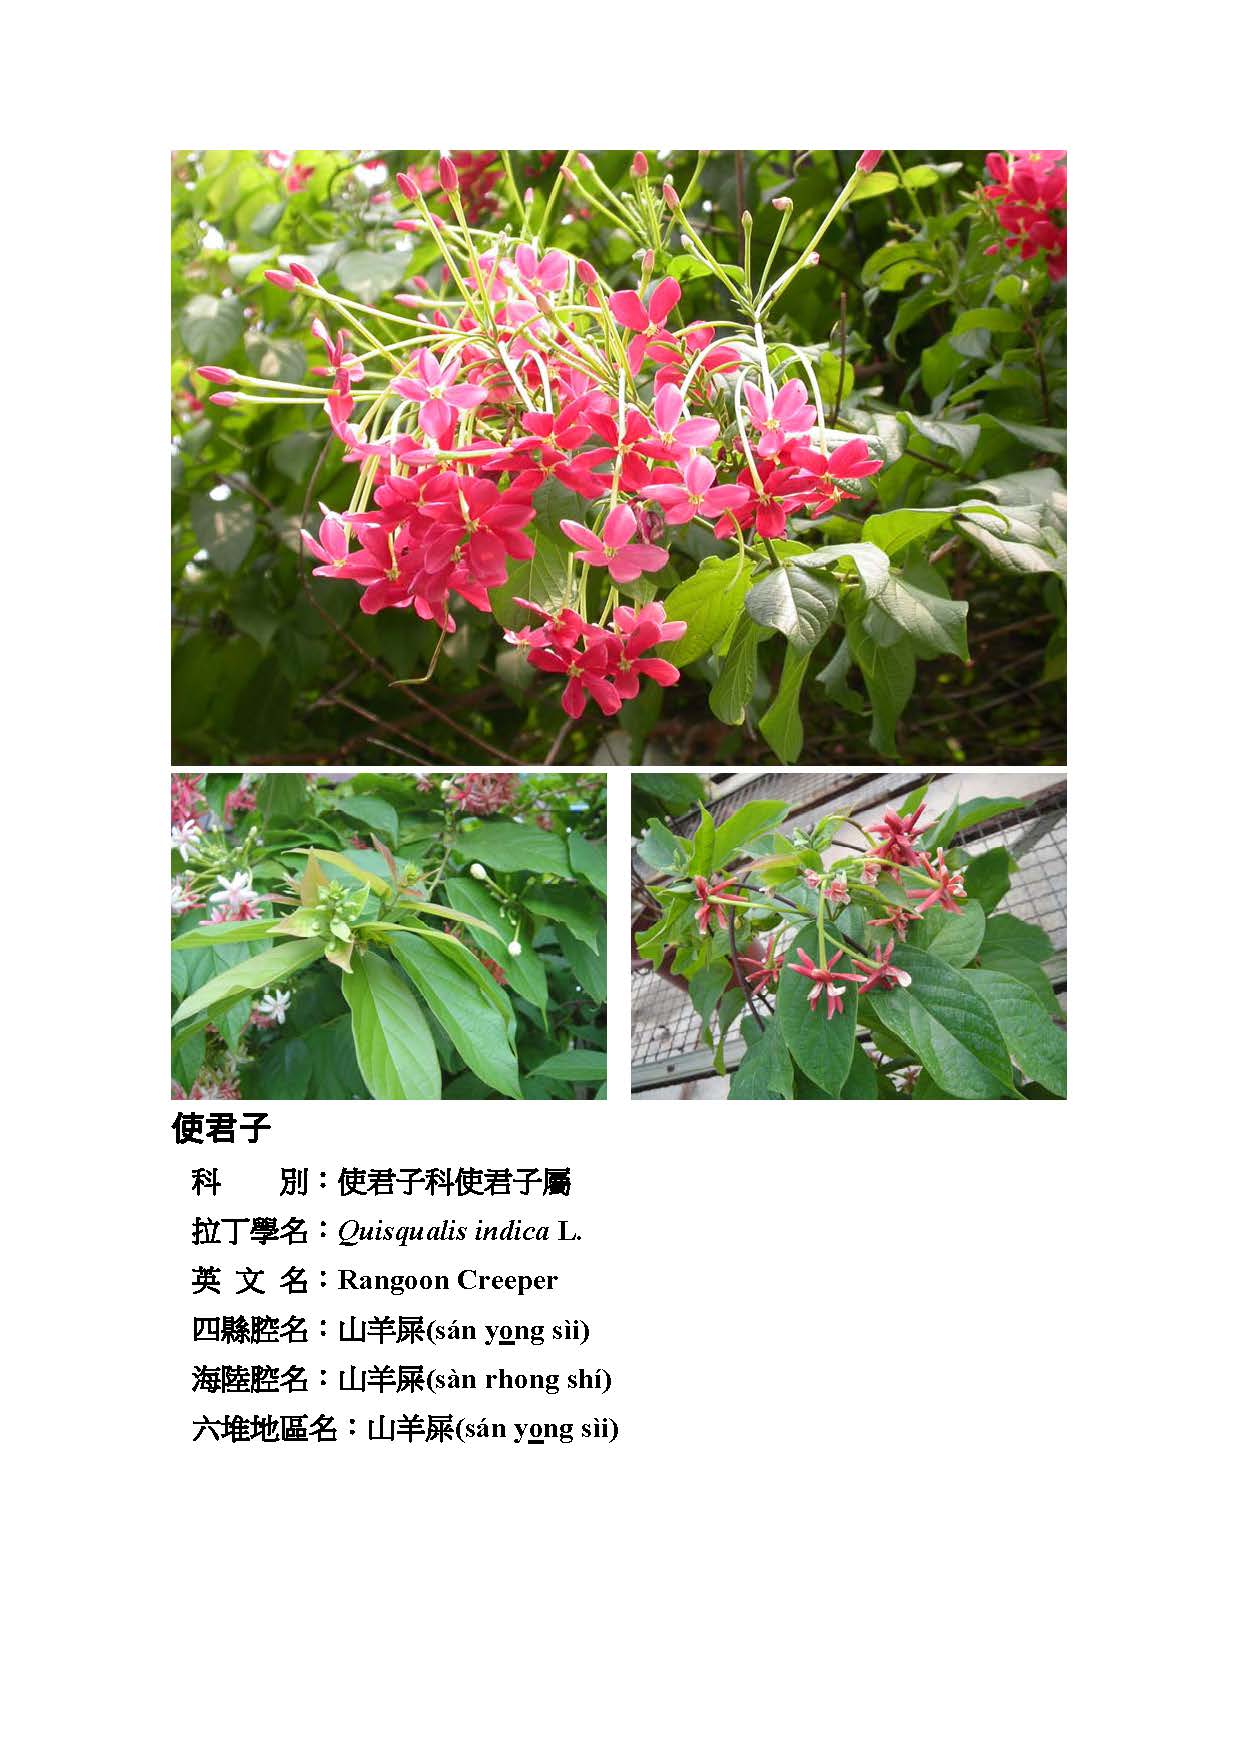 使君子
科　　別：使君子科使君子屬
拉丁學名：Quisqualis indica L.
英 文 名：Rangoon Creeper
四縣腔名：山羊屎(sán yong sìi)
海陸腔名：山羊屎(sàn rhong shí)
六堆地區名：山羊屎(sán yong sìi)